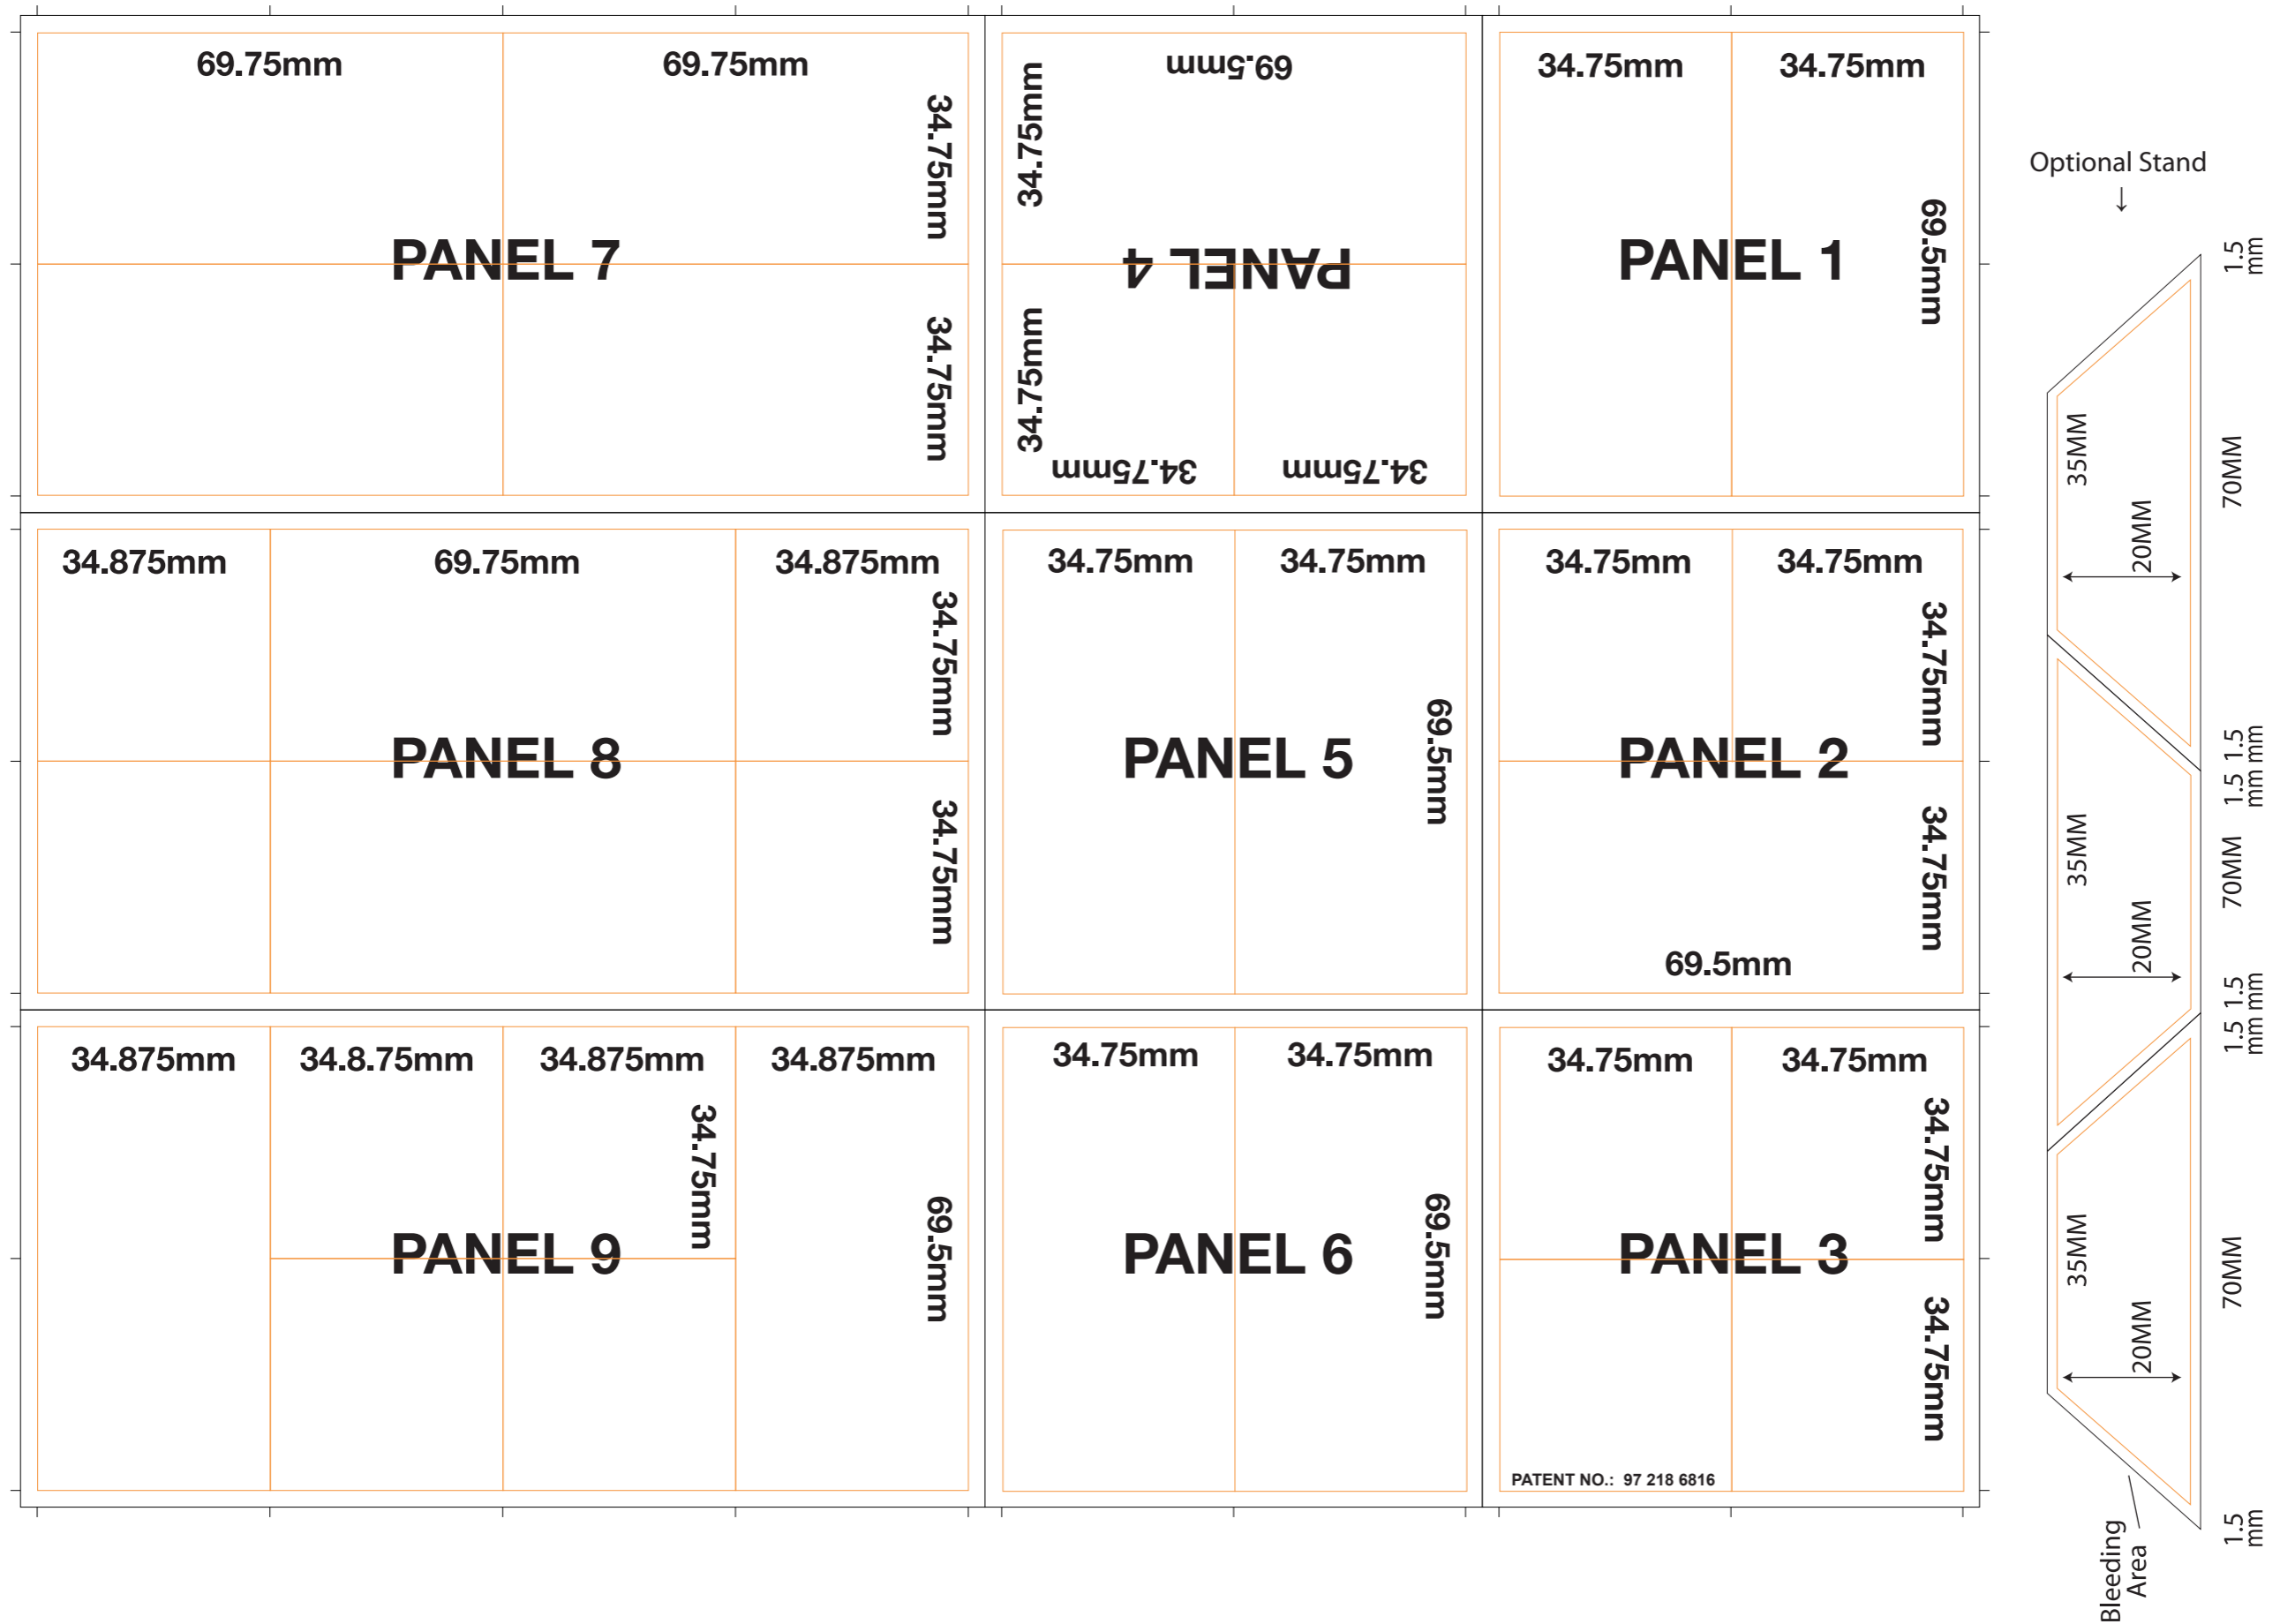 69.75mm
69.75mm
34.75mm
34.75mm
PANEL 7
69.5mm
34.75mm
34.75mm
PANEL 4
34.75mm
34.75mm
34.75mm
34.75mm
69.5mm
PANEL 1
34.875mm
69.75mm
34.875mm
34.75mm
34.75mm
PANEL 8
34.75mm
34.75mm
69.5mm
PANEL 5
34.75mm
34.75mm
34.75mm
34.75mm
PANEL 2
69.5mm
34.875mm
34.8.75mm
34.875mm
34.875mm
34.75mm
69.5mm
PANEL 9
34.75mm
34.75mm
69.5mm
PANEL 6
34.75mm
34.75mm
34.75mm
34.75mm
PANEL 3
PATENT NO.: 97 218 6816
Optional Stand
↓
1.5
mm
35MM
70MM
20MM
1.5
mm
1.5
mm
35MM
70MM
20MM
1.5
mm
1.5
mm
35MM
70MM
20MM
1.5
mm
Bleeding
Area